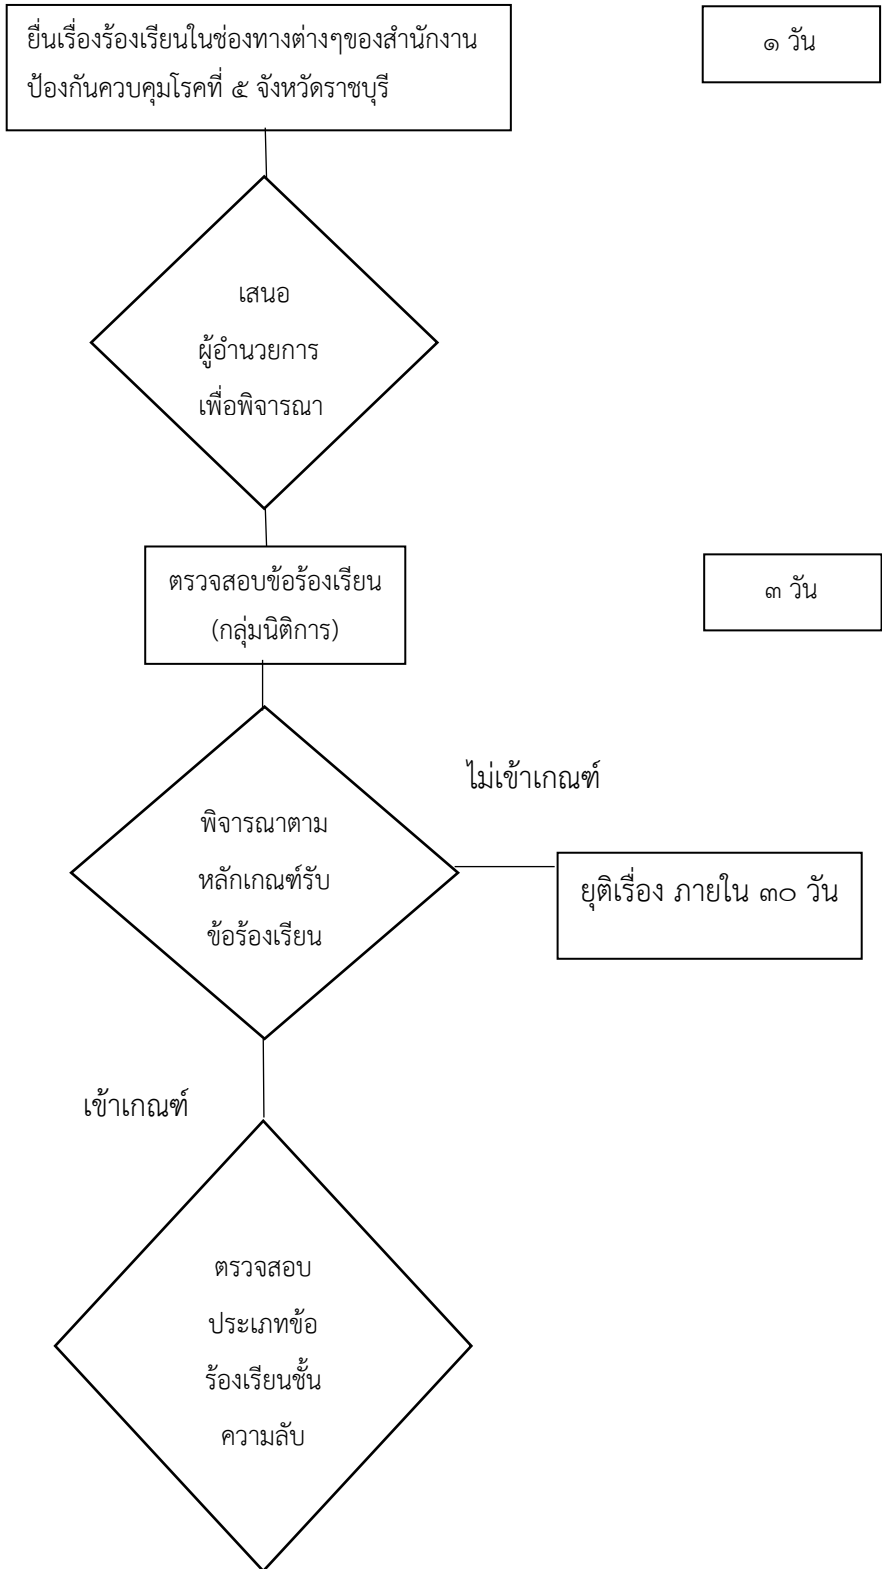 ยื่นเรื่องร้องเรียนในช่องทางต่างๆของสำนักงาน
ป้องกันควบคุมโรคที่ ๕ จังหวัดราชบุรี
๑ วัน
เสนอ
ผู้อำนวยการ
เพื่อพิจารณา
ตรวจสอบข้อร้องเรียน
(กลุ่มนิติการ)
๓ วัน
ไม่เข้าเกณฑ์
พิจารณาตาม
หลักเกณฑ์รับ
ข้อร้องเรียน
ยุติเรื่อง ภายใน ๓๐ วัน
เข้าเกณฑ์
ตรวจสอบ
ประเภทข้อ
ร้องเรียนชั้น
ความลับ